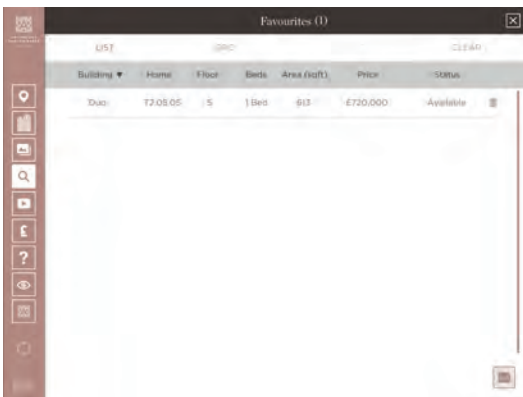 Favourites (1)
LIST GRID CLEAR
Building ▼ Home Floor Beds Area (sqft) Price Status
Duo T2.05.05 5 1 Bed 613 £720,000 Available
£
?